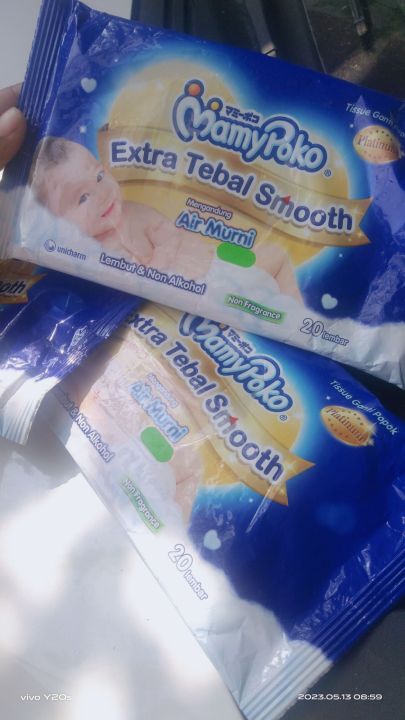 マミーポコ
MamyPoko
Extra Tebal Smooth
Tissue Ganti
Platinum
Mengandung
Air Murni
unicharm
Lembut & Non Alkohol
Non Fragrance
20 lembar
oth
マミーポコ
MamyPoko
Extra Tebal Smooth
Tissue Ganti Popok
Platinum
Mengandung
Air Murni
& Non Alkohol
Non Fragrance
20 lembar
vivo Y20s
2023.05.13 08:59